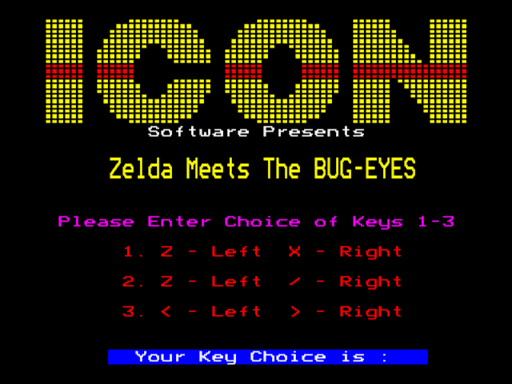 ICON
Software Presents
Zelda Meets The BUG-EYES
Please Enter Choice of Keys 1-3
1. Z - Left X - Right
2. Z - Left / - Right
3. < - Left > - Right
Your Key Choice is :